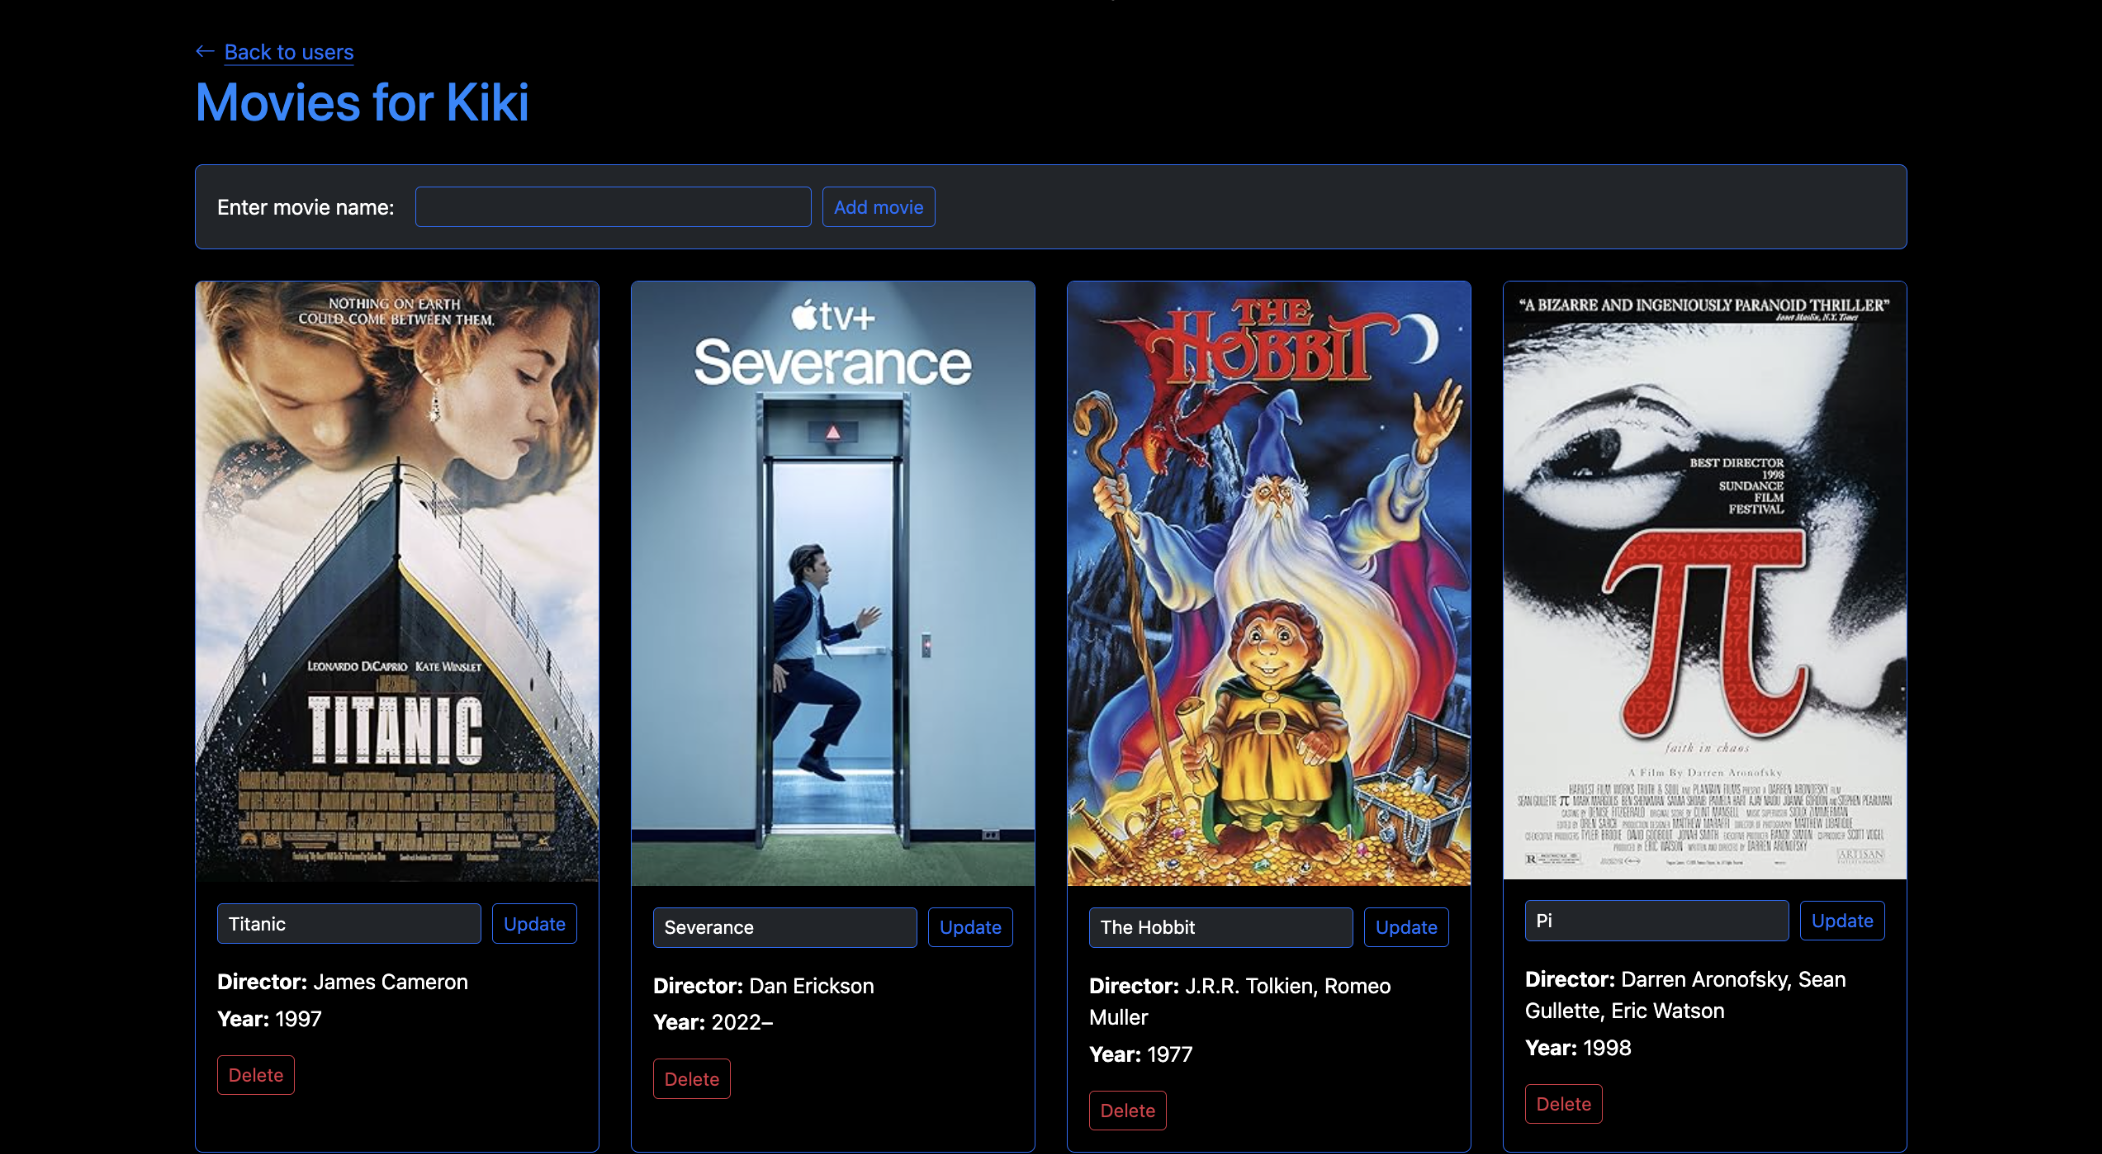 Back to users
Movies for Kiki
Enter movie name:
Add movie
NOTHING ON EARTH
COULD COME BETWEEN THEM.
LEONARDO DICAPRIO KATE WINSLET
TITANIC
Titanic
Update
Director: James Cameron
Year: 1997
Delete
tv+
Severance
Severance
Update
Director: Dan Erickson
Year: 2022–
Delete
THE
HOBBIT
The Hobbit
Update
Director: J.R.R. Tolkien, Romeo
Muller
Year: 1977
Delete
“A BIZARRE AND INGENIOUSLY PARANOID THRILLER”
Janet Maslin, N.Y. Times
BEST DIRECTOR
1998
SUNDANCE
FILM
FESTIVAL
π
faith in chaos
A Film By Darren Aronofsky
ARTISAN
Pi
Update
Director: Darren Aronofsky, Sean
Gullette, Eric Watson
Year: 1998
Delete